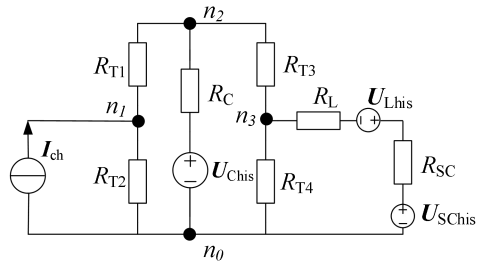 n2
RT1
RC
RT3
n1
n3
RL
ULhis
Ich
RT2
UChis
RT4
RSC
USChis
n0